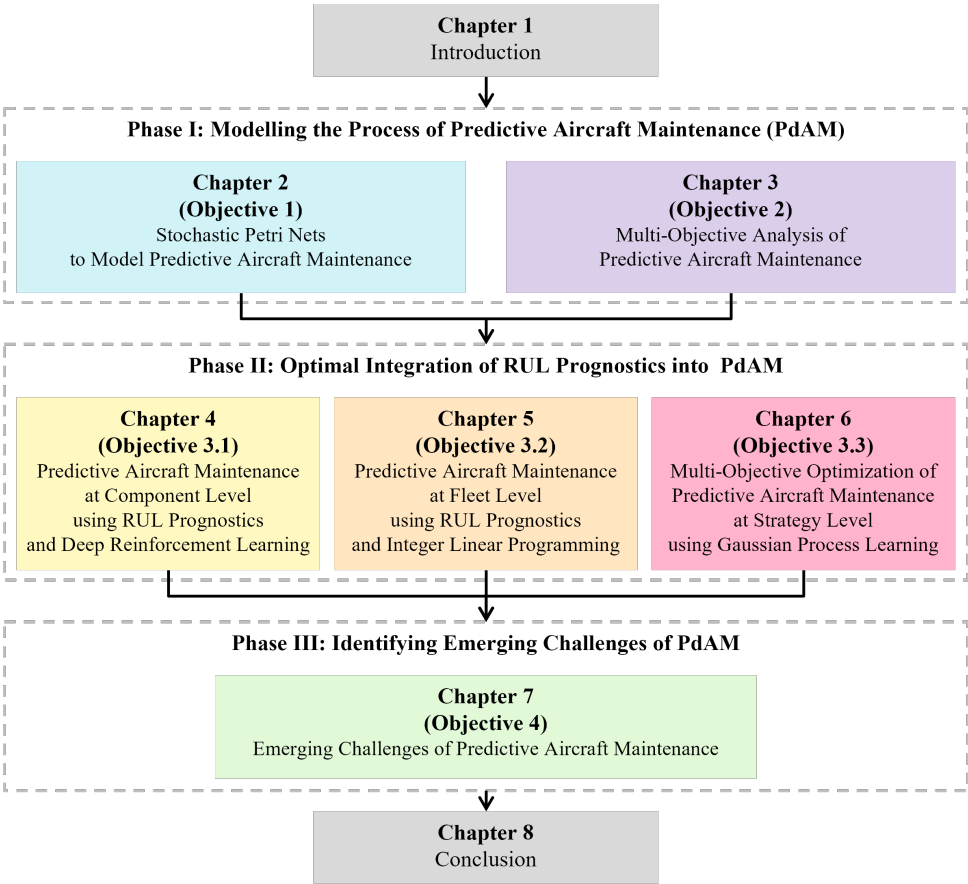 Chapter 1
Introduction
Phase I: Modelling the Process of Predictive Aircraft Maintenance (PdAM)
Chapter 2
(Objective 1)
Stochastic Petri Nets
to Model Predictive Aircraft Maintenance
Chapter 3
(Objective 2)
Multi-Objective Analysis of
Predictive Aircraft Maintenance
Phase II: Optimal Integration of RUL Prognostics into PdAM
Chapter 4
(Objective 3.1)
Predictive Aircraft Maintenance
at Component Level
using RUL Prognostics
and Deep Reinforcement Learning
Chapter 5
(Objective 3.2)
Predictive Aircraft Maintenance
at Fleet Level
using RUL Prognostics
and Integer Linear Programming
Chapter 6
(Objective 3.3)
Multi-Objective Optimization of
Predictive Aircraft Maintenance
at Strategy Level
using Gaussian Process Learning
Phase III: Identifying Emerging Challenges of PdAM
Chapter 7
(Objective 4)
Emerging Challenges of Predictive Aircraft Maintenance
Chapter 8
Conclusion